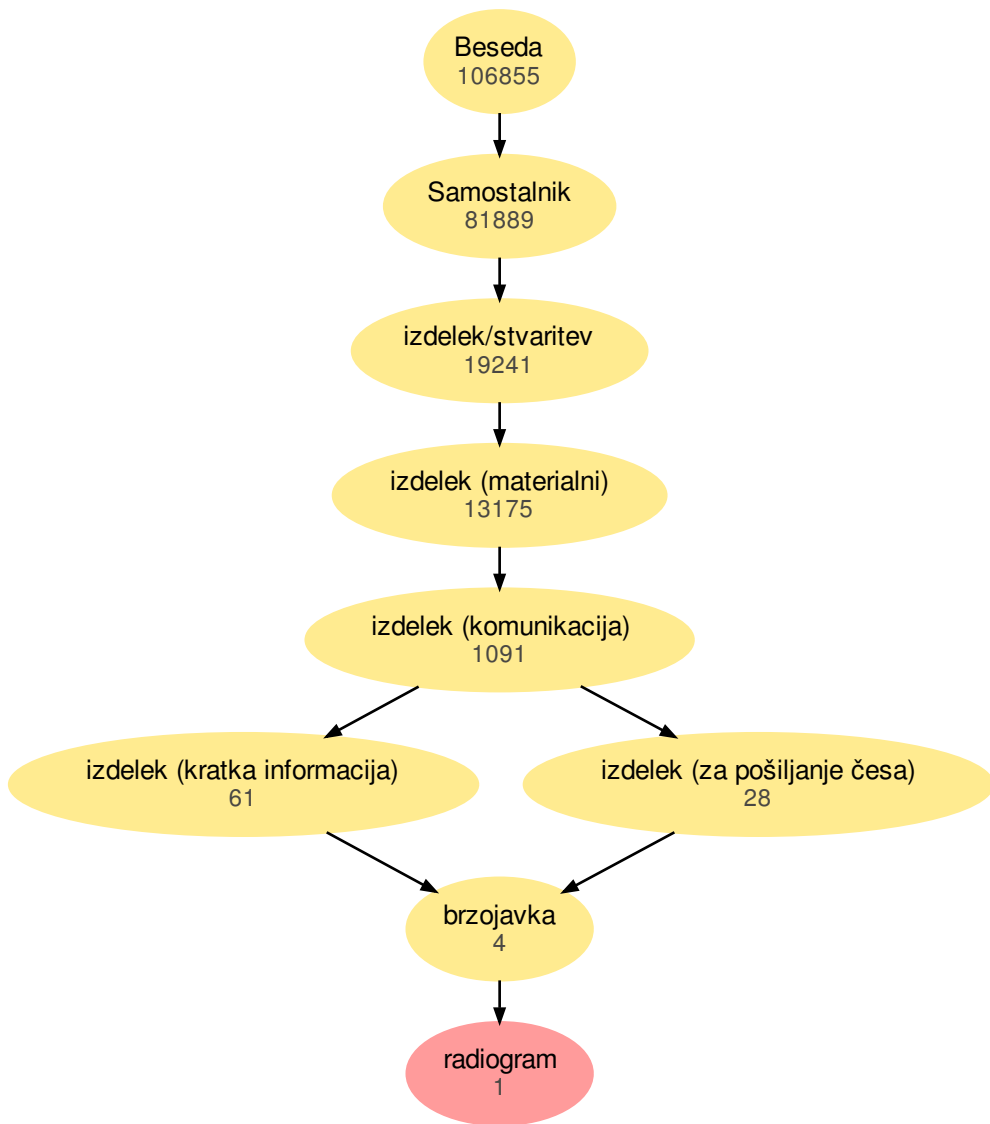 Beseda
106855
Samostalnik
81889
izdelek/stvaritev
19241
izdelek (materialni)
13175
izdelek (komunikacija)
1091
izdelek (kratka informacija)
61
izdelek (za pošiljanje česa)
28
brzojavka
4
radiogram
1